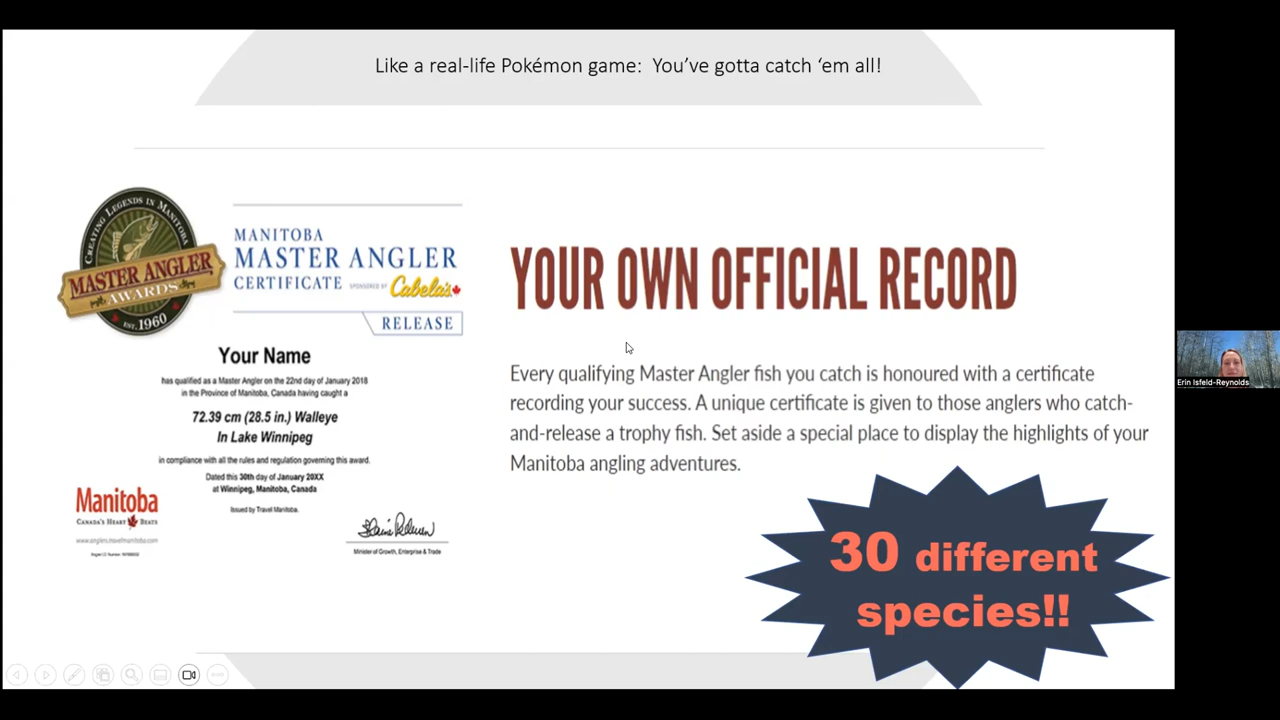 Like a real-life Pokémon game:  You've gotta catch 'em all!
CREATING LEGENDS IN MANITOBA
MASTER ANGLER
AWARDS
EST. 1960
MANITOBA
MASTER ANGLER
CERTIFICATE SPONSORED BY Cabela's
RELEASE
Your Name
has qualified as a Master Angler on the 22nd day of January 2018
in the Province of Manitoba, Canada having caught a
72.39 cm (28.5 in.) Walleye
In Lake Winnipeg
in compliance with all the rules and regulation governing this award.
Dated this 30th day of January 20XX
at Winnipeg, Manitoba, Canada
Issued by Travel Manitoba.
Manitoba
CANADA'S HEART BEATS
www.anglers.travelmanitoba.com
Minister of Growth, Enterprise & Trade
YOUR OWN OFFICIAL RECORD
Every qualifying Master Angler fish you catch is honoured with a certificate
recording your success. A unique certificate is given to those anglers who catch-
and-release a trophy fish. Set aside a special place to display the highlights of your
Manitoba angling adventures.
30 different
species!!
Erin Isfeld-Reynolds